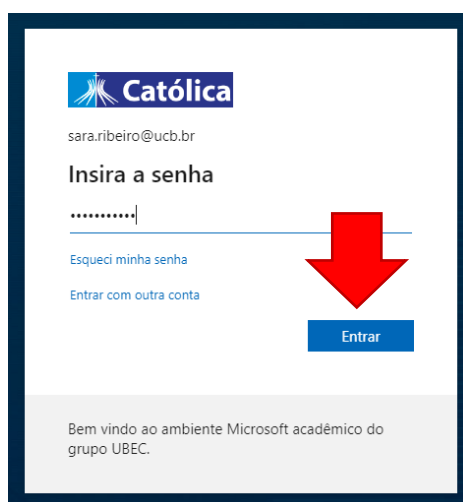 Católica
sara.ribeiro@ucb.br
Insira a senha
•••••••••••
Esqueci minha senha
Entrar com outra conta
Entrar
Bem vindo ao ambiente Microsoft acadêmico do
grupo UBEC.